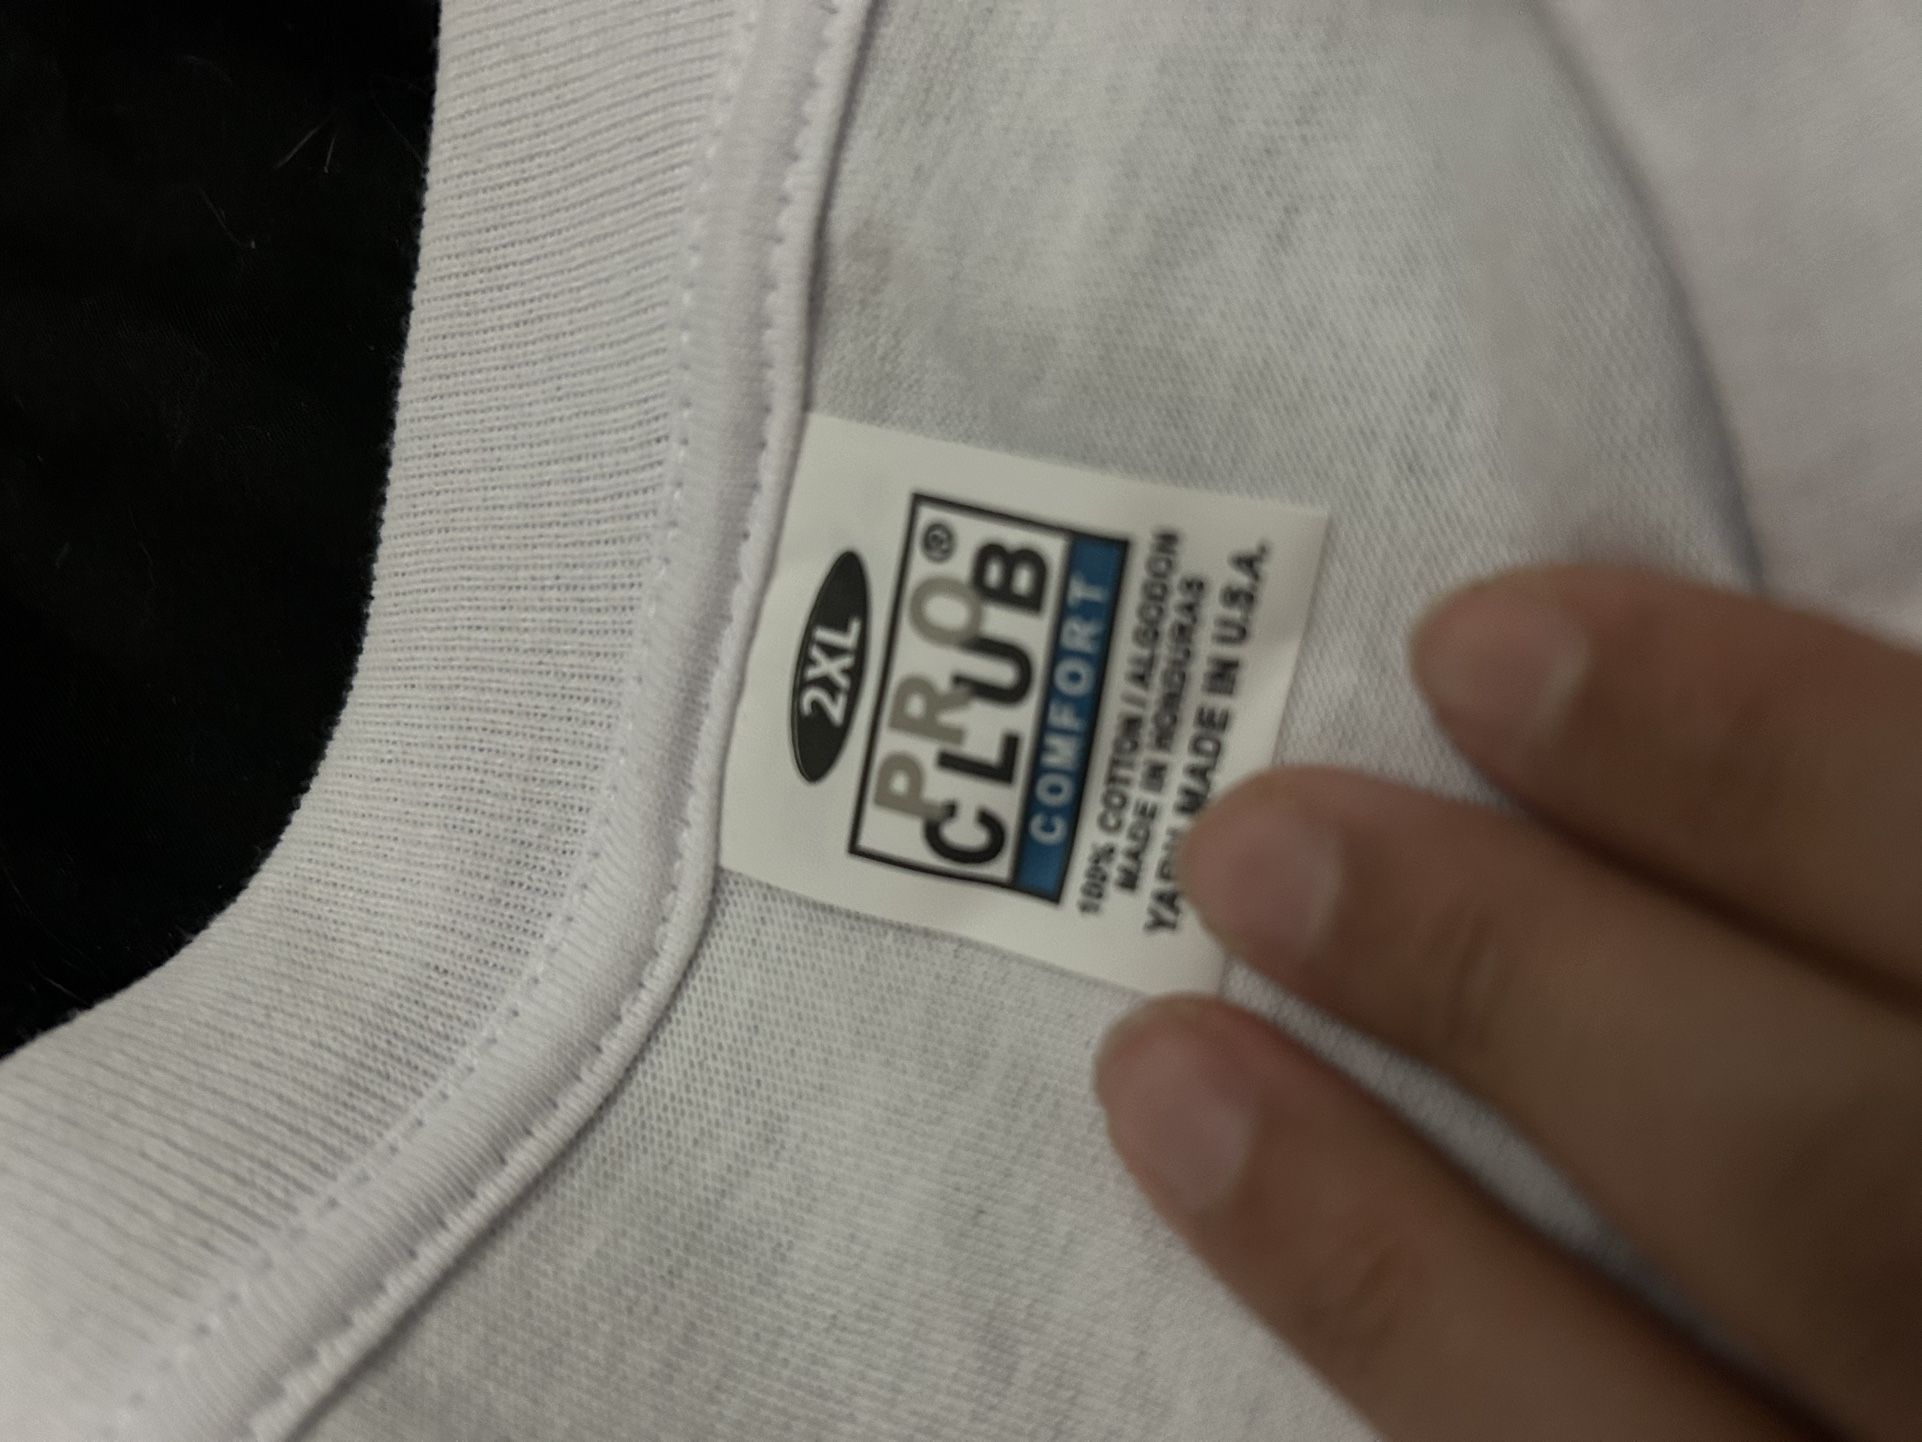 2XL
PRO®
CLUB
COMFORT
100% COTTON / ALGODON
MADE IN HONDURAS
YARN MADE IN U.S.A.